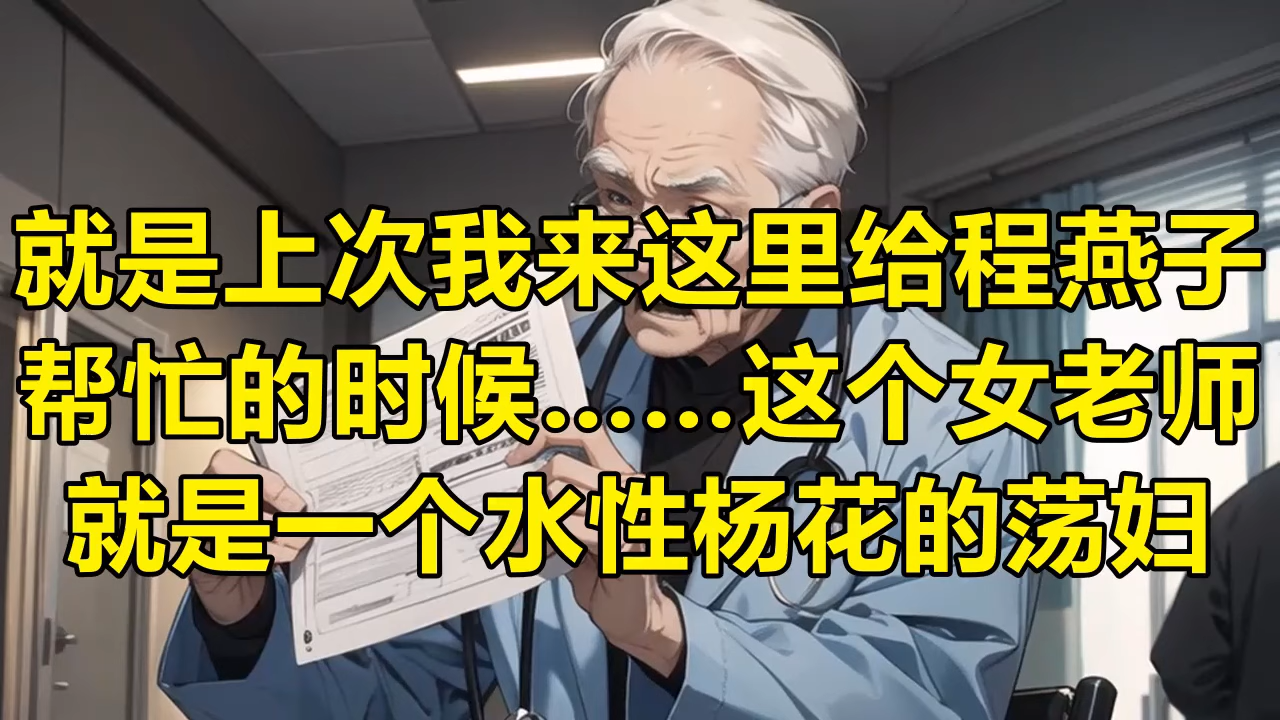 就是上次我来这里给程燕子
帮忙的时候……这个女老师
就是一个水性杨花的荡妇